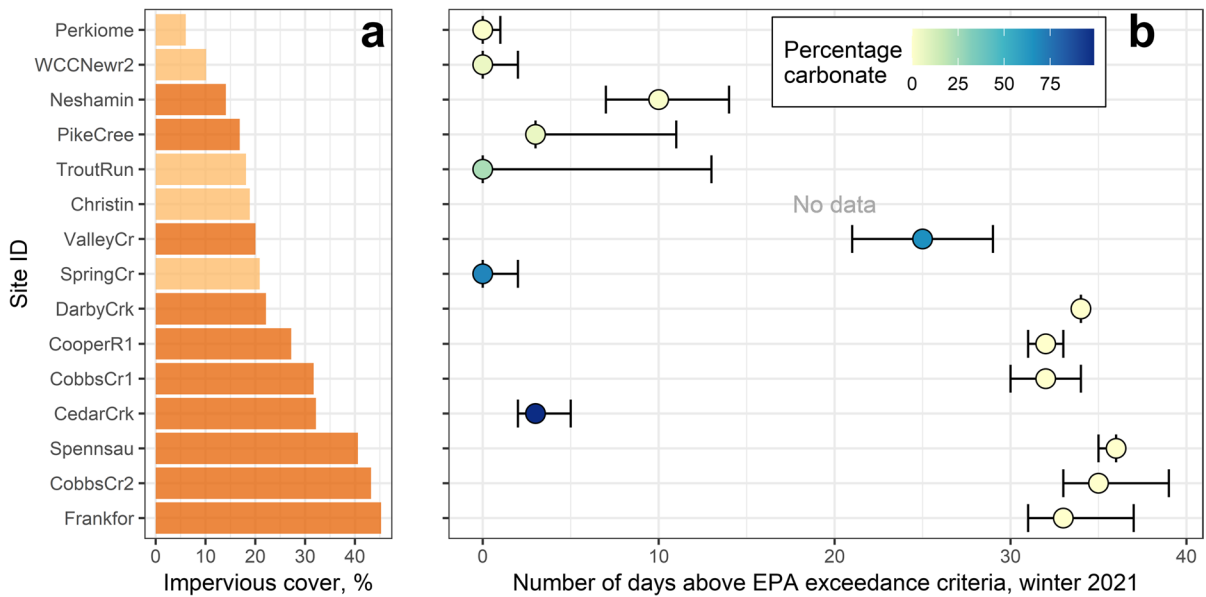 a
b
Perkiome
WCCNewr2
Neshamin
PikeCree
TroutRun
Christin
ValleyCr
SpringCr
DarbyCrk
CooperR1
CobbsCr1
CedarCrk
Spennsau
CobbsCr2
Frankfor
Site ID
0 10 20 30 40
Impervious cover, %
Percentage
carbonate
0 25 50 75
No data
0 10 20 30 40
Number of days above EPA exceedance criteria, winter 2021